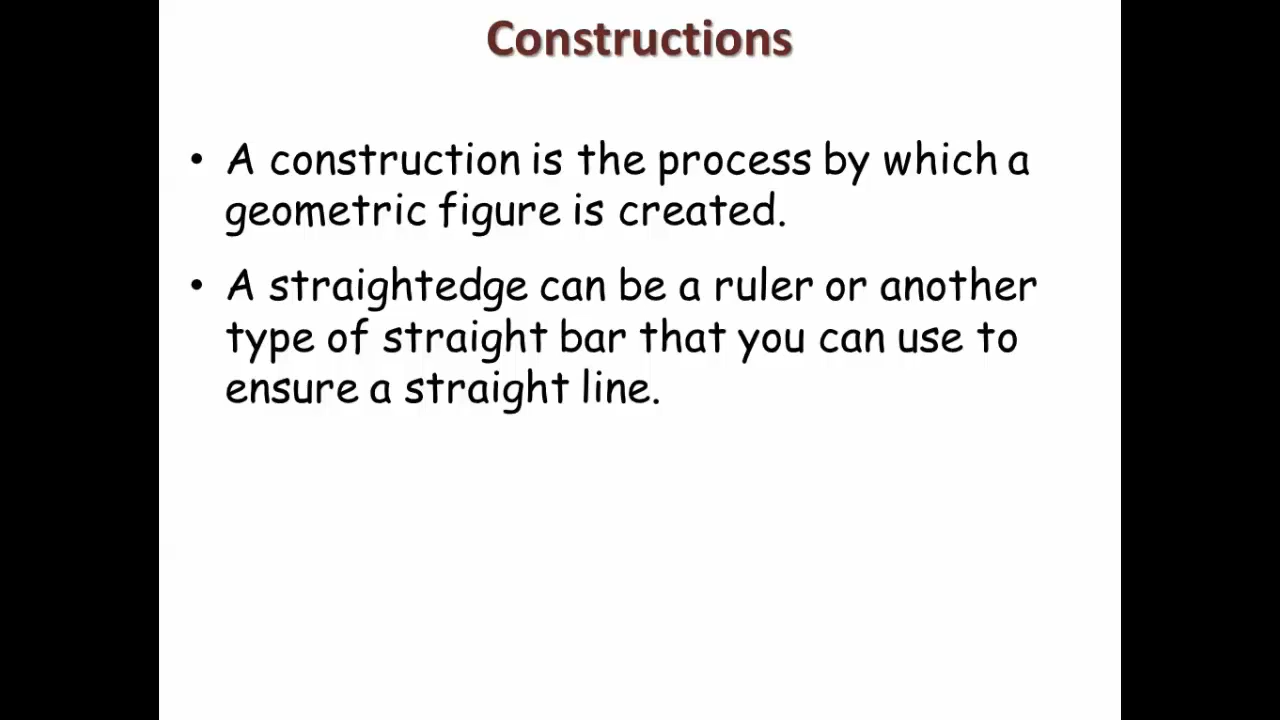 Constructions
• A construction is the process by which a
geometric figure is created.
• A straightedge can be a ruler or another
type of straight bar that you can use to
ensure a straight line.